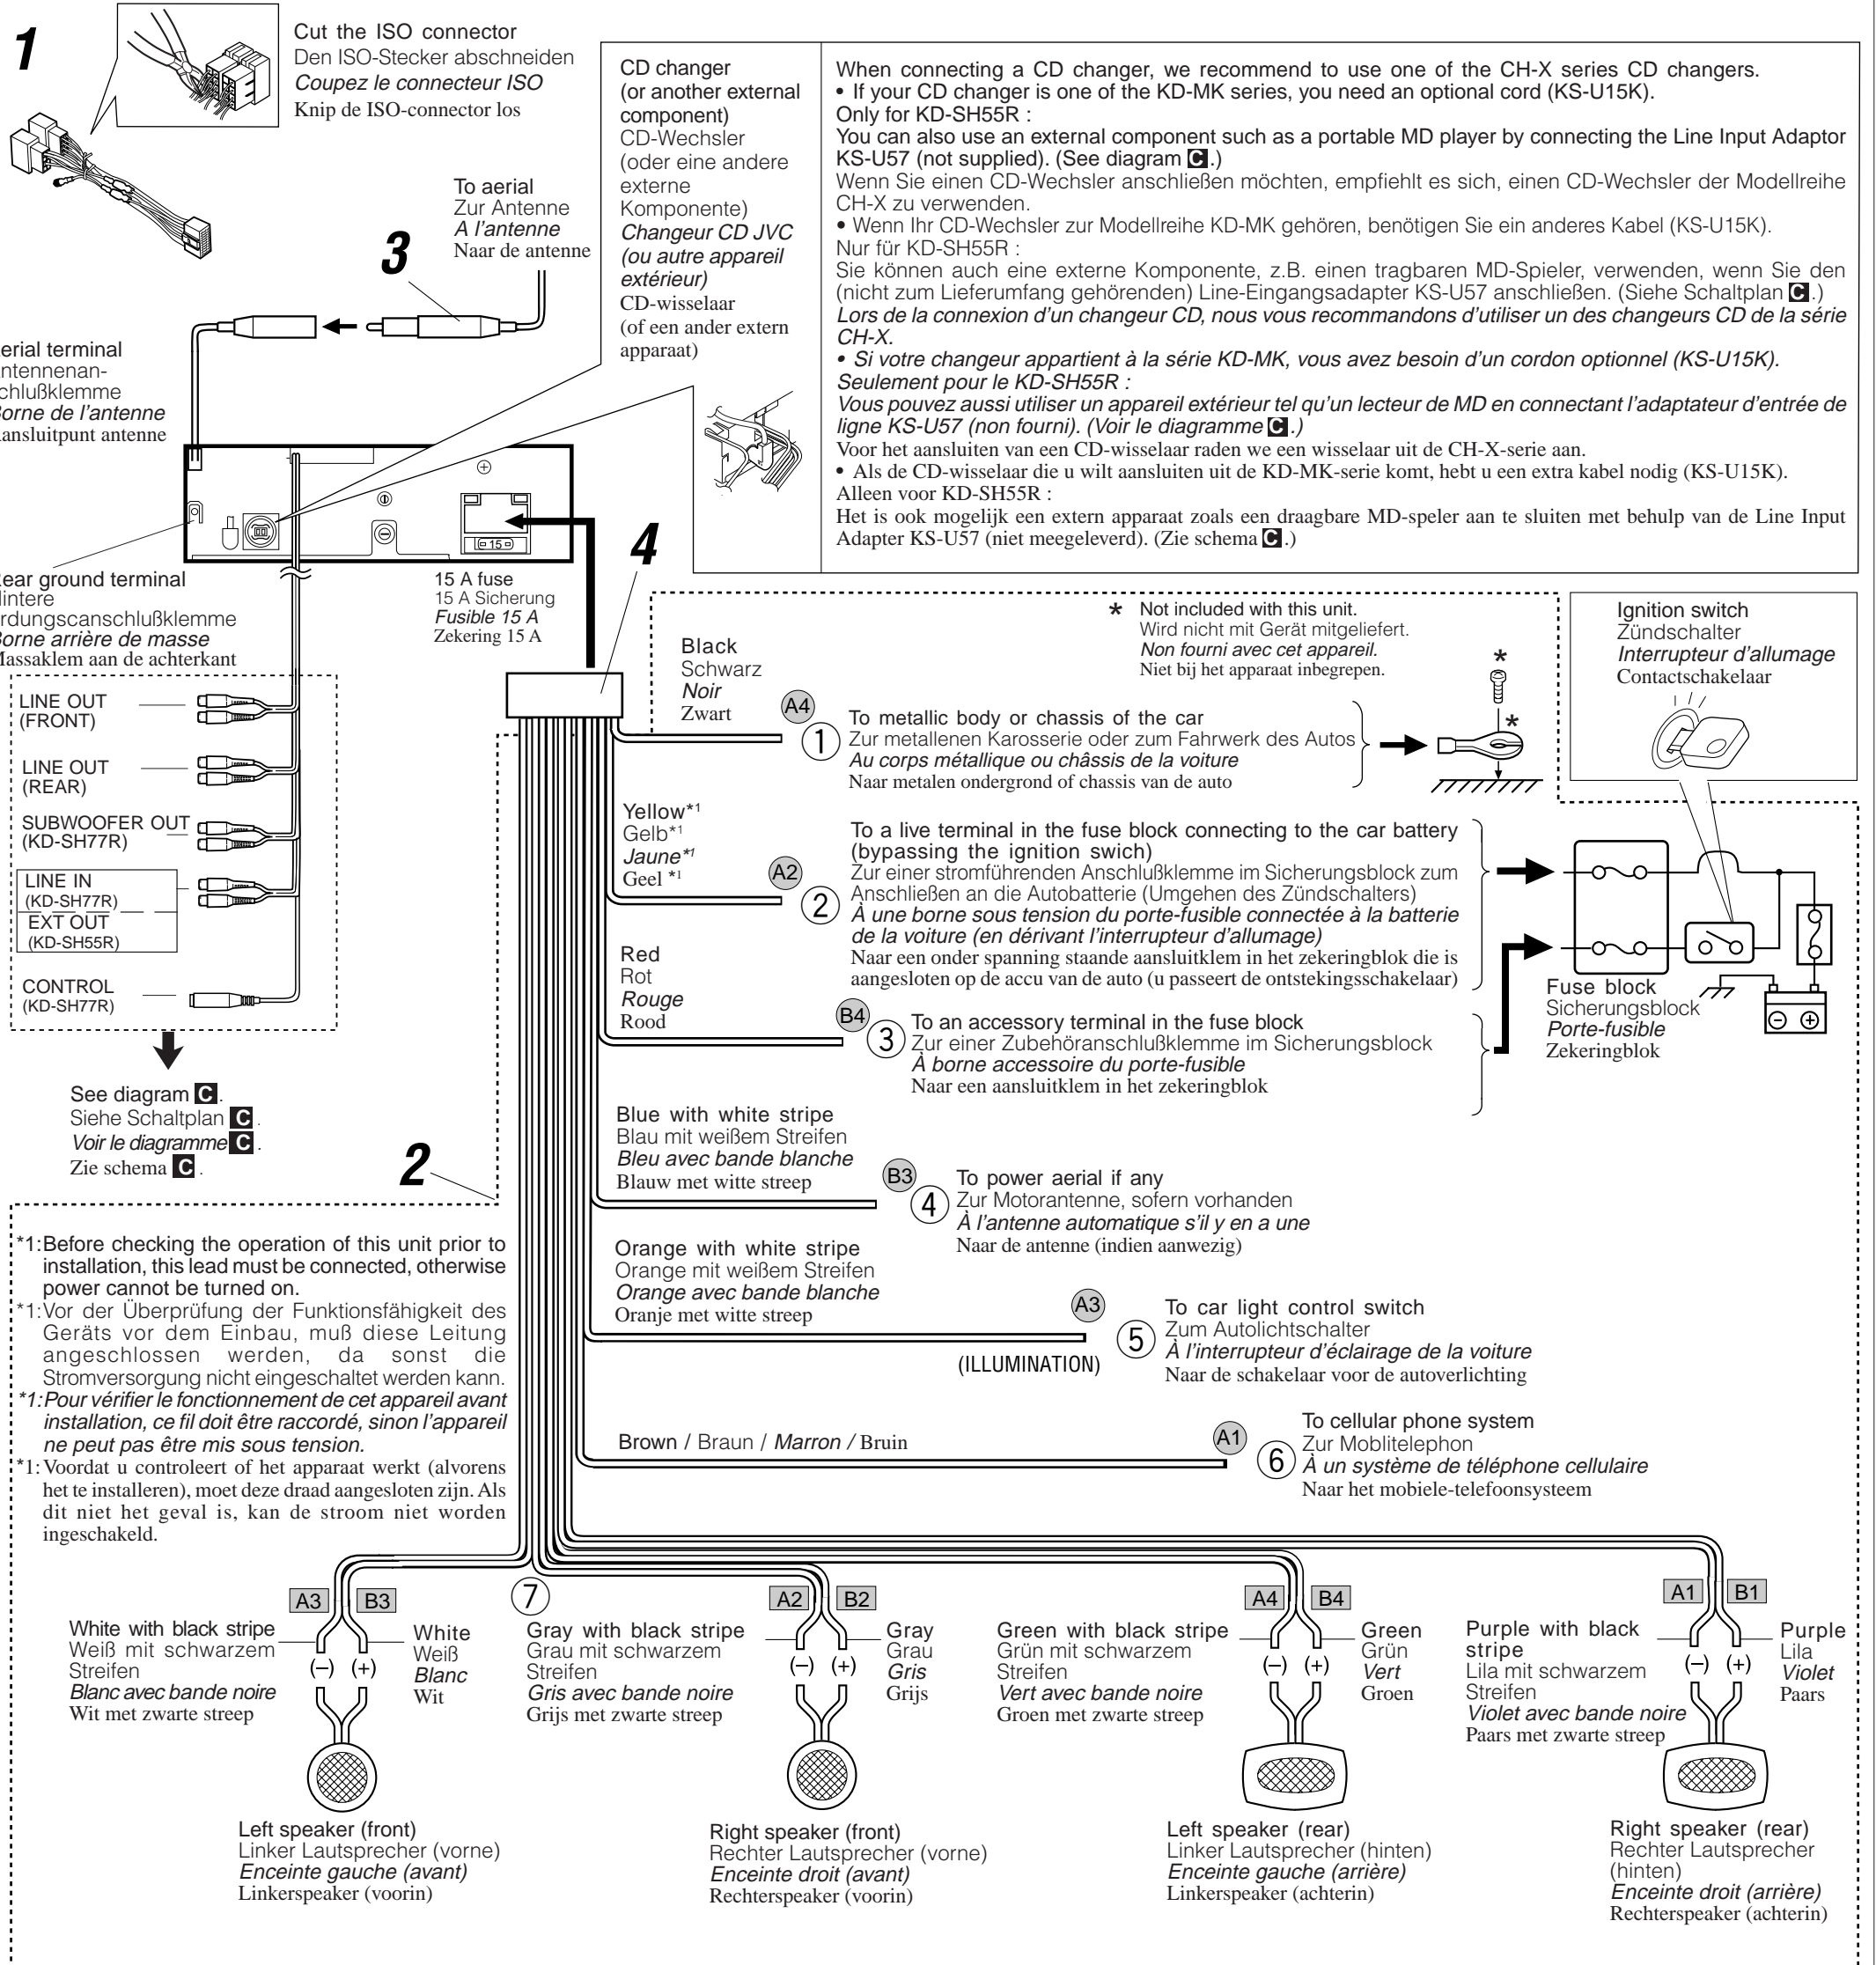 1
Cut the ISO connector
Den ISO-Stecker abschneiden
Coupez le connecteur ISO
Knip de ISO-connector los
To aerial
Zur Antenne
A l'antenne
Naar de antenne
3
CD changer
(or another external
component)
CD-Wechsler
(oder eine andere
externe
Komponente)
Changeur CD JVC
(ou autre appareil
extérieur)
CD-wisselaar
(of een ander extern
apparaat)
When connecting a CD changer, we recommend to use one of the CH-X series CD changers.
• If your CD changer is one of the KD-MK series, you need an optional cord (KS-U15K).
Only for KD-SH55R :
You can also use an external component such as a portable MD player by connecting the Line Input Adaptor
KS-U57 (not supplied). (See diagram C.)
Wenn Sie einen CD-Wechsler anschließen möchten, empfiehlt es sich, einen CD-Wechsler der Modellreihe
CH-X zu verwenden.
• Wenn Ihr CD-Wechsler zur Modellreihe KD-MK gehören, benötigen Sie ein anderes Kabel (KS-U15K).
Nur für KD-SH55R :
Sie können auch eine externe Komponente, z.B. einen tragbaren MD-Spieler, verwenden, wenn Sie den
(nicht zum Lieferumfang gehörenden) Line-Eingangsadapter KS-U57 anschließen. (Siehe Schaltplan C.)
Lors de la connexion d'un changeur CD, nous vous recommandons d'utiliser un des changeurs CD de la série
CH-X.
• Si votre changeur appartient à la série KD-MK, vous avez besoin d'un cordon optionnel (KS-U15K).
Seulement pour le KD-SH55R :
Vous pouvez aussi utiliser un appareil extérieur tel qu'un lecteur de MD en connectant l'adaptateur d'entrée de
ligne KS-U57 (non fourni). (Voir le diagramme C.)
Voor het aansluiten van een CD-wisselaar raden we een wisselaar uit de CH-X-serie aan.
• Als de CD-wisselaar die u wilt aansluiten uit de KD-MK-serie komt, hebt u een extra kabel nodig (KS-U15K).
Alleen voor KD-SH55R :
Het is ook mogelijk een extern apparaat zoals een draagbare MD-speler aan te sluiten met behulp van de Line Input
Adapter KS-U57 (niet meegeleverd). (Zie schema C.)
terminal
de l'antenne
antenne
15
4
ground terminal
arrière de masse
aan de achterkant
15 A fuse
15 A Sicherung
Fusible 15 A
Zekering 15 A
LINE OUT
(FRONT)
LINE OUT
(REAR)
SUBWOOFER OUT
(KD-SH77R)
LINE IN
(KD-SH77R)
EXT OUT
(KD-SH55R)
CONTROL
(KD-SH77R)
See diagram C.
Siehe Schaltplan C.
Voir le diagramme C.
Zie schema C.
2
* Not included with this unit.
Wird nicht mit Gerät mitgeliefert.
Non fourni avec cet appareil.
Niet bij het apparaat inbegrepen.
*
*
Ignition switch
Zündschalter
Interrupteur d'allumage
Contactschakelaar
Black
Schwarz
Noir
Zwart
A4
1
To metallic body or chassis of the car
Zur metallenen Karosserie oder zum Fahrwerk des Autos
Au corps métallique ou châsis de la voiture
Naar metalen ondergrond of chassis van de auto
Yellow*1
Gelb*1
Jaune*1
Geel *1
A2
2
To a live terminal in the fuse block connecting to the car battery
(bypassing the ignition swich)
Zur einer stromführenden Anschlußklemme im Sicherungsblock zum
Anschließen an die Autobatterie (Umgehen des Zündschalters)
À une borne sous tension du porte-fusible connectée à la batterie
de la voiture (en dérivant l'interrupteur d'allumage)
Naar een onder spanning staande aansluitklem in het zekeringblok die is
aangesloten op de accu van de auto (u passeert de ontstekingsschakelaar)
Fuse block
Sicherungsblock
Porte-fusible
Zekeringblok
Red
Rot
Rouge
Rood
B4
3
To an accessory terminal in the fuse block
Zur einer Zubehöranschlußklemme im Sicherungsblock
À borne accessoire du porte-fusible
Naar een aansluitklem in het zekeringblok
Blue with white stripe
Blau mit weißem Streifen
Bleu avec bande blanche
Blauw met witte streep
B3
4
To power aerial if any
Zur Motorantenne, sofern vorhanden
À l'antenne automatique s'il y en a une
Naar de antenne (indien aanwezig)
Orange with white stripe
Orange mit weißem Streifen
Orange avec bande blanche
Oranje met witte streep
A3
(ILLUMINATION)
5
To car light control switch
Zum Autolichtschalter
À l'interrupteur d'éclairage de la voiture
Naar de schakelaar voor de autoverlichting
Brown / Braun / Marron / Bruin
A1
6
To cellular phone system
Zur Moblitelephon
À un système de téléphone cellulaire
Naar het mobiele-telefoonsysteem
*1:Before checking the operation of this unit prior to
installation, this lead must be connected, otherwise
power cannot be turned on.
*1:Vor der Überprüfung der Funktionsfähigkeit des
Geräts vor dem Einbau, muß diese Leitung
angeschlossen werden, da sonst die
Stromversorgung nicht eingeschaltet werden kann.
*1:Pour vérifier le fonctionnement de cet appareil avant
installation, ce fil doit être raccordé, sinon l'appareil
ne peut pas être mis sous tension.
*1:Voordat u controleert of het apparaat werkt (alvorens
het te installeren), moet deze draad aangesloten zijn. Als
dit niet het geval is, kan de stroom niet worden
ingeschakeld.
7
A3 B3
White with black stripe
Weiß mit schwarzem
Streifen
Blanc avec bande noire
Wit met zwarte streep
(−) (+)
White
Weiß
Blanc
Wit
Left speaker (front)
Linker Lautsprecher (vorne)
Enceinte gauche (avant)
Linkerspeaker (voorin)
A2 B2
Gray with black stripe
Grau mit schwarzem
Streifen
Gris avec bande noire
Grijs met zwarte streep
(−) (+)
Gray
Grau
Gris
Grijs
Right speaker (front)
Rechter Lautsprecher (vorne)
Enceinte droit (avant)
Rechterspeaker (voorin)
A4 B4
Green with black stripe
Grün mit schwarzem
Streifen
Vert avec bande noire
Groen met zwarte streep
(−) (+)
Green
Grün
Vert
Groen
Left speaker (rear)
Linker Lautsprecher (hinten)
Enceinte gauche (arrière)
Linkerspeaker (achterin)
A1 B1
Purple with black
stripe
Lila mit schwarzem
Streifen
Violet avec bande noire
Paars met zwarte streep
(−) (+)
Purple
Lila
Violet
Paars
Right speaker (rear)
Rechter Lautsprecher
(hinten)
Enceinte droit (arrière)
Rechterspeaker (achterin)